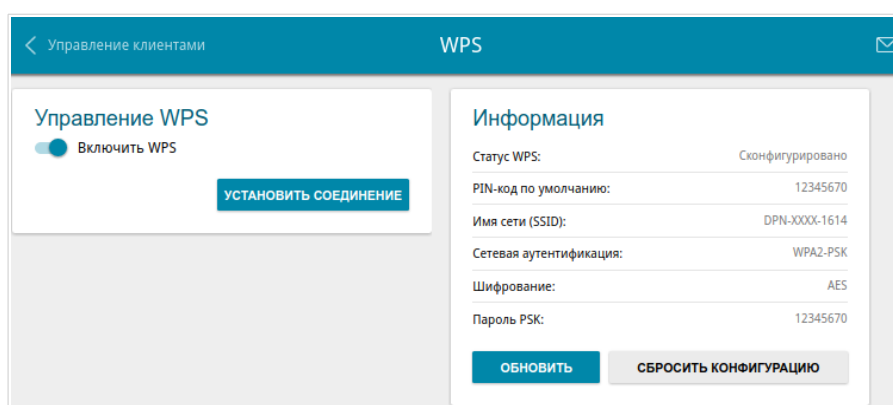 Управление клиентами
WPS
Управление WPS
Включить WPS
УСТАНОВИТЬ СОЕДИНЕНИЕ
Информация
Статус WPS: Сконфигурировано
PIN-код по умолчанию: 12345670
Имя сети (SSID): DPN-XXXX-1614
Сетевая аутентификация: WPA2-PSK
Шифрование: AES
Пароль PSK: 12345670
ОБНОВИТЬ СБРОСИТЬ КОНФИГУРАЦИЮ